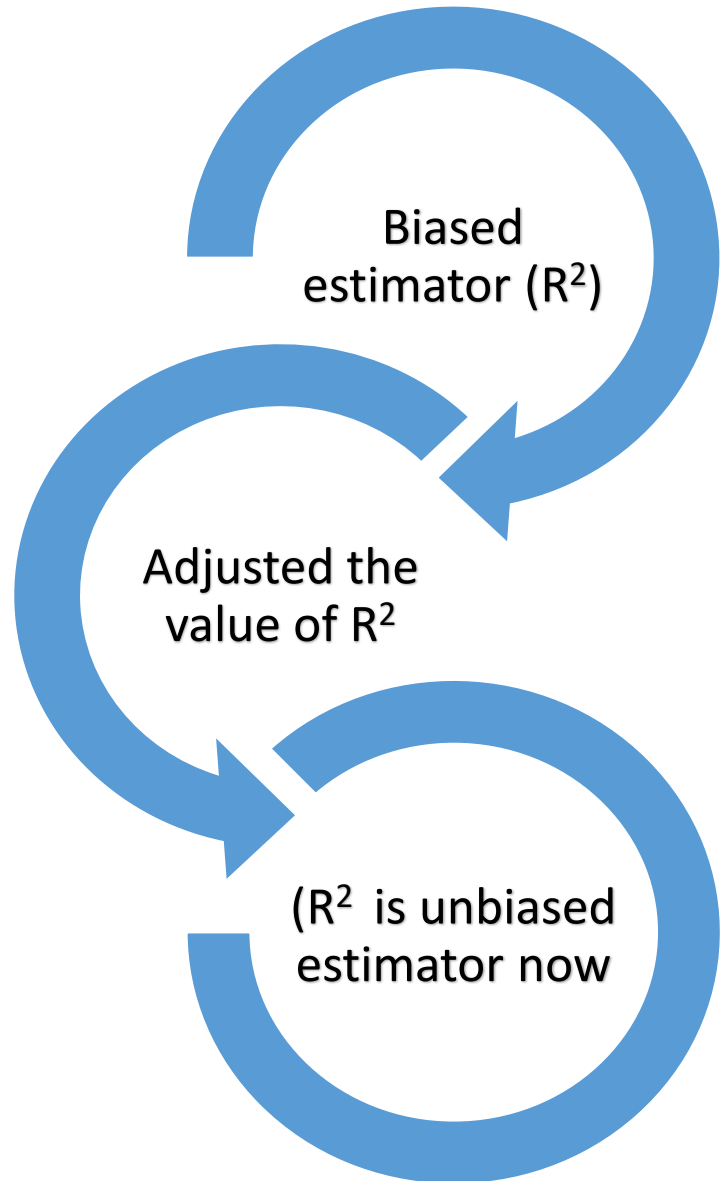 Biased
estimator (R²)
Adjusted the
value of R²
(R² is unbiased
estimator now